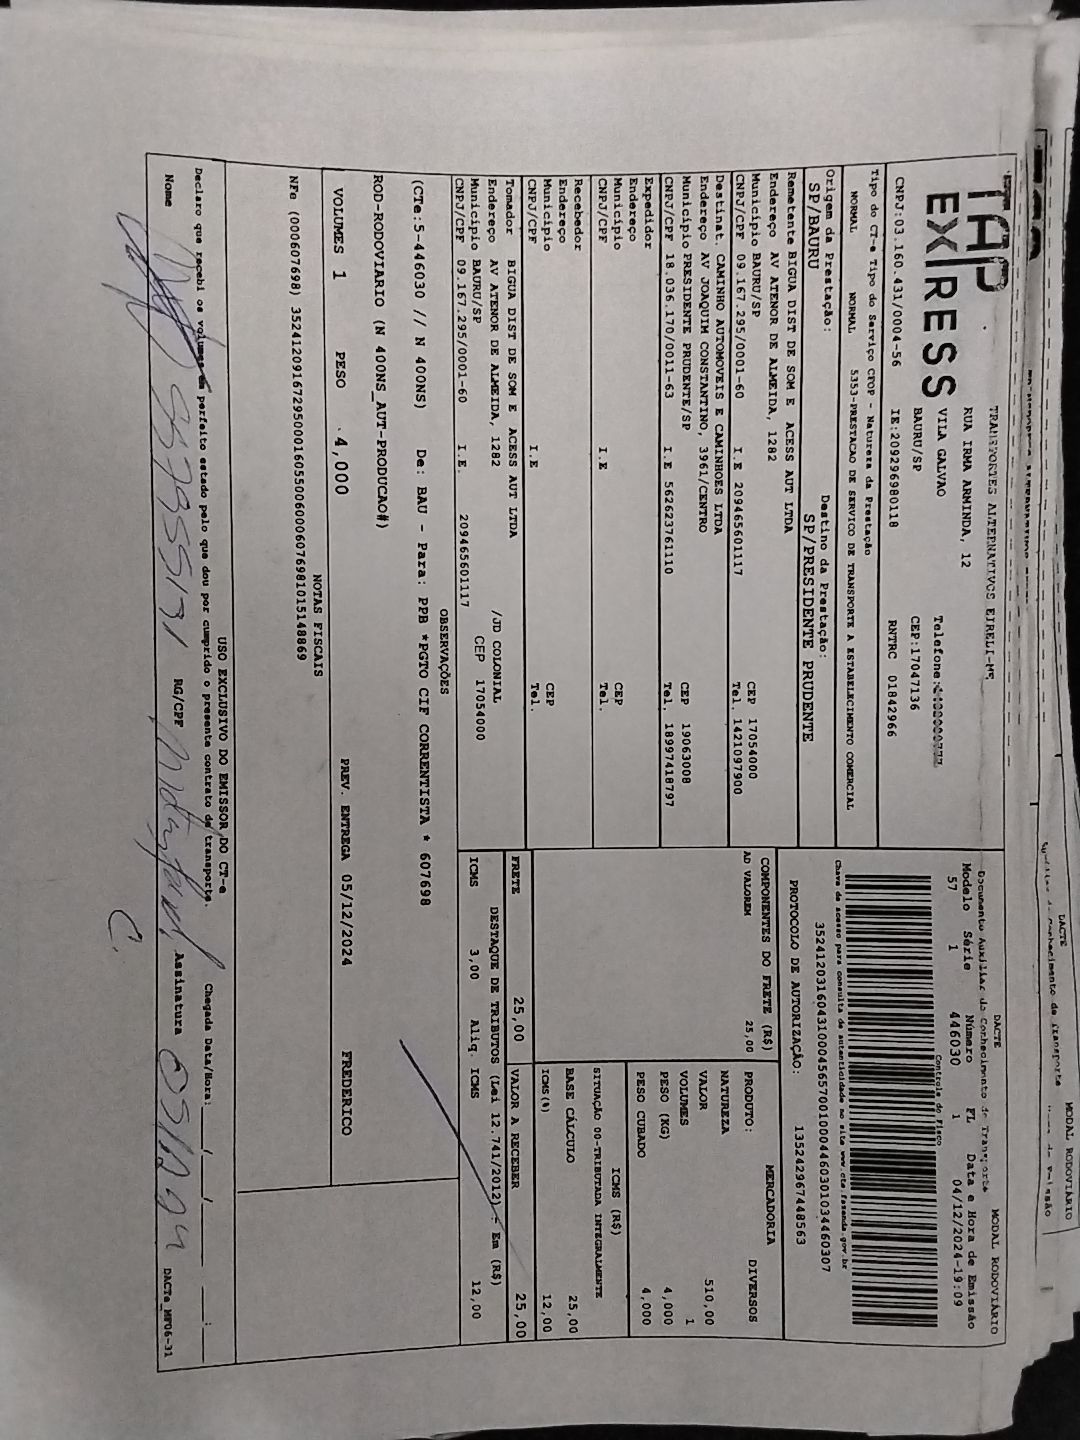 TAP EXPRESS
TRANSPORTES ALTERNATIVOS EIRELI-ME
RUA IRMA ARMINDA, 12
VILA GALVAO
BAURU/SP
Telefone:
CEP:17047136
CNPJ:03.160.431/0004-56 IE:209296980118 RNTRC 01842966
DACTE MODAL RODOVIÁRIO
Documento Auxiliar do Conhecimento de Transporte
Modelo Série Número FL Data e Hora de Emissão
57 1 446030 1 04/12/2024-19:09
Controle do Fisco
Chave de acesso para consulta de autenticidade no site www.cte.fazenda.gov.br
35241203160431000456570010004460301034460307
PROTOCOLO DE AUTORIZAÇÃO: 135242967448563
Tipo do CT-e Tipo do Serviço CFOP - Natureza da Prestação
NORMAL NORMAL 5353-PRESTACAO DE SERVICO DE TRANSPORTE A ESTABELECIMENTO COMERCIAL
Origem da Prestação: Destino da Prestação:
SP/BAURU SP/PRESIDENTE PRUDENTE
Remetente BIGUA DIST DE SOM E ACESS AUT LTDA
Endereço AV ATENOR DE ALMEIDA, 1282
Município BAURU/SP CEP 17054000
CNPJ/CPF 09.167.295/0001-60 I.E 209465601117 Tel. 1421097900
Destinat. CAMINHO AUTOMOVEIS E CAMINHOES LTDA
Endereço AV JOAQUIM CONSTANTINO, 3961/CENTRO
Município PRESIDENTE PRUDENTE/SP CEP 19063008
CNPJ/CPF 18.036.170/0011-63 I.E 562623761110 Tel. 18997418797
Expedidor
Endereço
Município CEP
CNPJ/CPF I.E Tel.
Recebedor
Endereço
Município CEP
CNPJ/CPF I.E Tel.
Tomador BIGUA DIST DE SOM E ACESS AUT LTDA
Endereço AV ATENOR DE ALMEIDA, 1282 /JD COLONIAL
Município BAURU/SP CEP 17054000
CNPJ/CPF 09.167.295/0001-60 I.E. 209465601117
COMPONENTES DO FRETE (R$)
AD VALOREM 25,00
MERCADORIA
PRODUTO: DIVERSOS
NATUREZA
VALOR 510,00
VOLUMES 1
PESO (KG) 4,000
PESO CUBADO 4,000
ICMS (R$)
SITUAÇÃO 00-TRIBUTADA INTEGRALMENTE
BASE CÁLCULO 25,00
ICMS(%) 12,00
FRETE 25,00 VALOR A RECEBER 25,00
DESTAQUE DE TRIBUTOS (Lei 12.741/2012) - Em (R$)
ICMS 3,00 Aliq. ICMS 12,00
OBSERVAÇÕES
(CTe:5-446030 // N 400NS) De: BAU - Para: PPB *PGTO CIF CORRENTISTA * 607698
ROD-RODOVIARIO (N 400NS_AUT-PRODUCAO#)
VOLUMES 1 PESO 4,000 PREV. ENTREGA 05/12/2024 FREDERICO
NOTAS FISCAIS
NFe (000607698) 35241209167295000160550060006076981015148869
USO EXCLUSIVO DO EMISSOR DO CT-e
Declaro que recebi os volumes em perfeito estado pelo que dou por cumprido o presente contrato de transporte. Chegada Data/Hora: ___/___/___ ___:___
Nome RG/CPF Assinatura DACTe_MF06-31